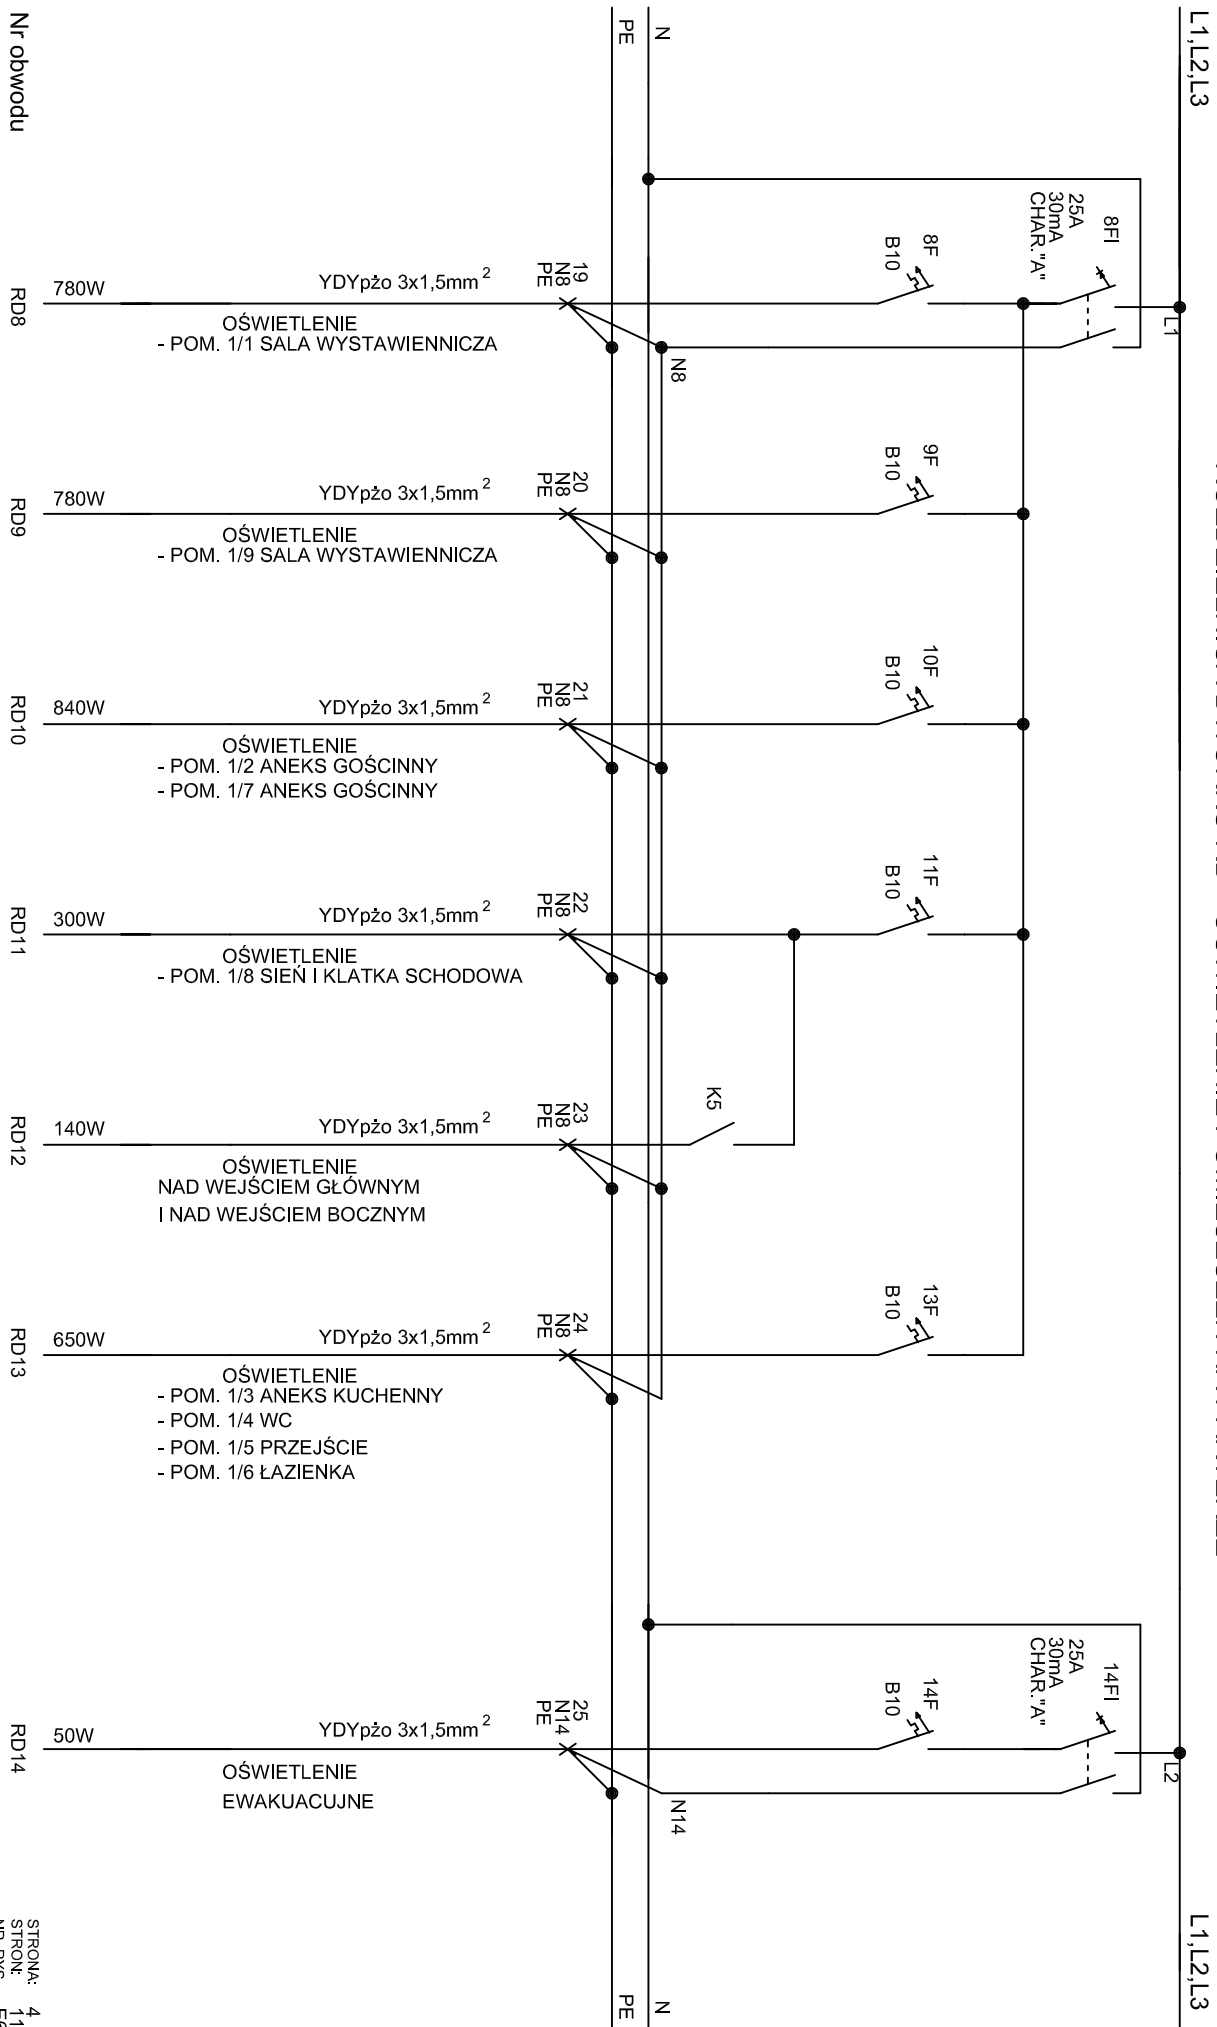 L1,L2,L3
L1,L2,L3
N
PE
N
PE
8FI
25A
30mA
CHAR."A"
L1
8F
B10
N8
19
N8
PE
YDYpżo 3x1,5mm²
780W
OŚWIETLENIE
- POM. 1/1 SALA WYSTAWIENNICZA
RD8
9F
B10
20
N8
PE
YDYpżo 3x1,5mm²
780W
OŚWIETLENIE
- POM. 1/9 SALA WYSTAWIENNICZA
RD9
10F
B10
21
N8
PE
YDYpżo 3x1,5mm²
840W
OŚWIETLENIE
- POM. 1/2 ANEKS GOŚCINNY
- POM. 1/7 ANEKS GOŚCINNY
RD10
11F
B10
22
N8
PE
YDYpżo 3x1,5mm²
300W
OŚWIETLENIE
- POM. 1/8 SIEŃ I KLATKA SCHODOWA
RD11
K5
23
N8
PE
YDYpżo 3x1,5mm²
140W
OŚWIETLENIE
NAD WEJŚCIEM GŁÓWNYM
I NAD WEJŚCIEM BOCZNYM
RD12
13F
B10
24
N8
PE
YDYpżo 3x1,5mm²
650W
OŚWIETLENIE
- POM. 1/3 ANEKS KUCHENNY
- POM. 1/4 WC
- POM. 1/5 PRZEJŚCIE
- POM. 1/6 ŁAZIENKA
RD13
14FI
25A
30mA
CHAR."A"
L2
14F
B10
N14
25
N14
PE
YDYpżo 3x1,5mm²
50W
OŚWIETLENIE
EWAKUACUJNE
RD14
Nr obwodu
STRONA: 4
STRON: 11